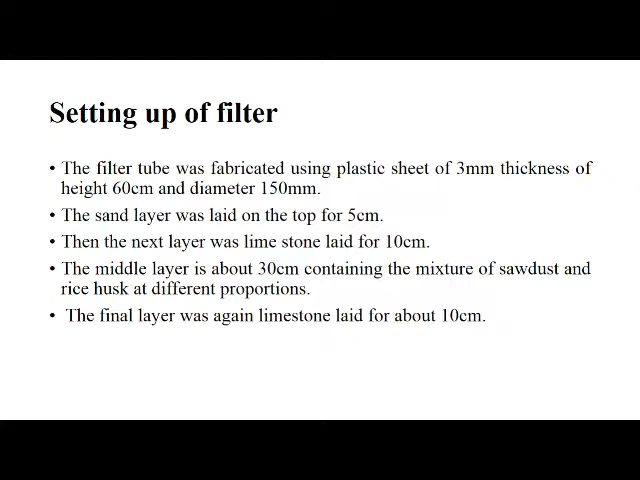 Setting up of filter
• The filter tube was fabricated using plastic sheet of 3mm thickness of
height 60cm and diameter 150mm.
• The sand layer was laid on the top for 5cm.
• Then the next layer was lime stone laid for 10cm.
• The middle layer is about 30cm containing the mixture of sawdust and
rice husk at different proportions.
• The final layer was again limestone laid for about 10cm.